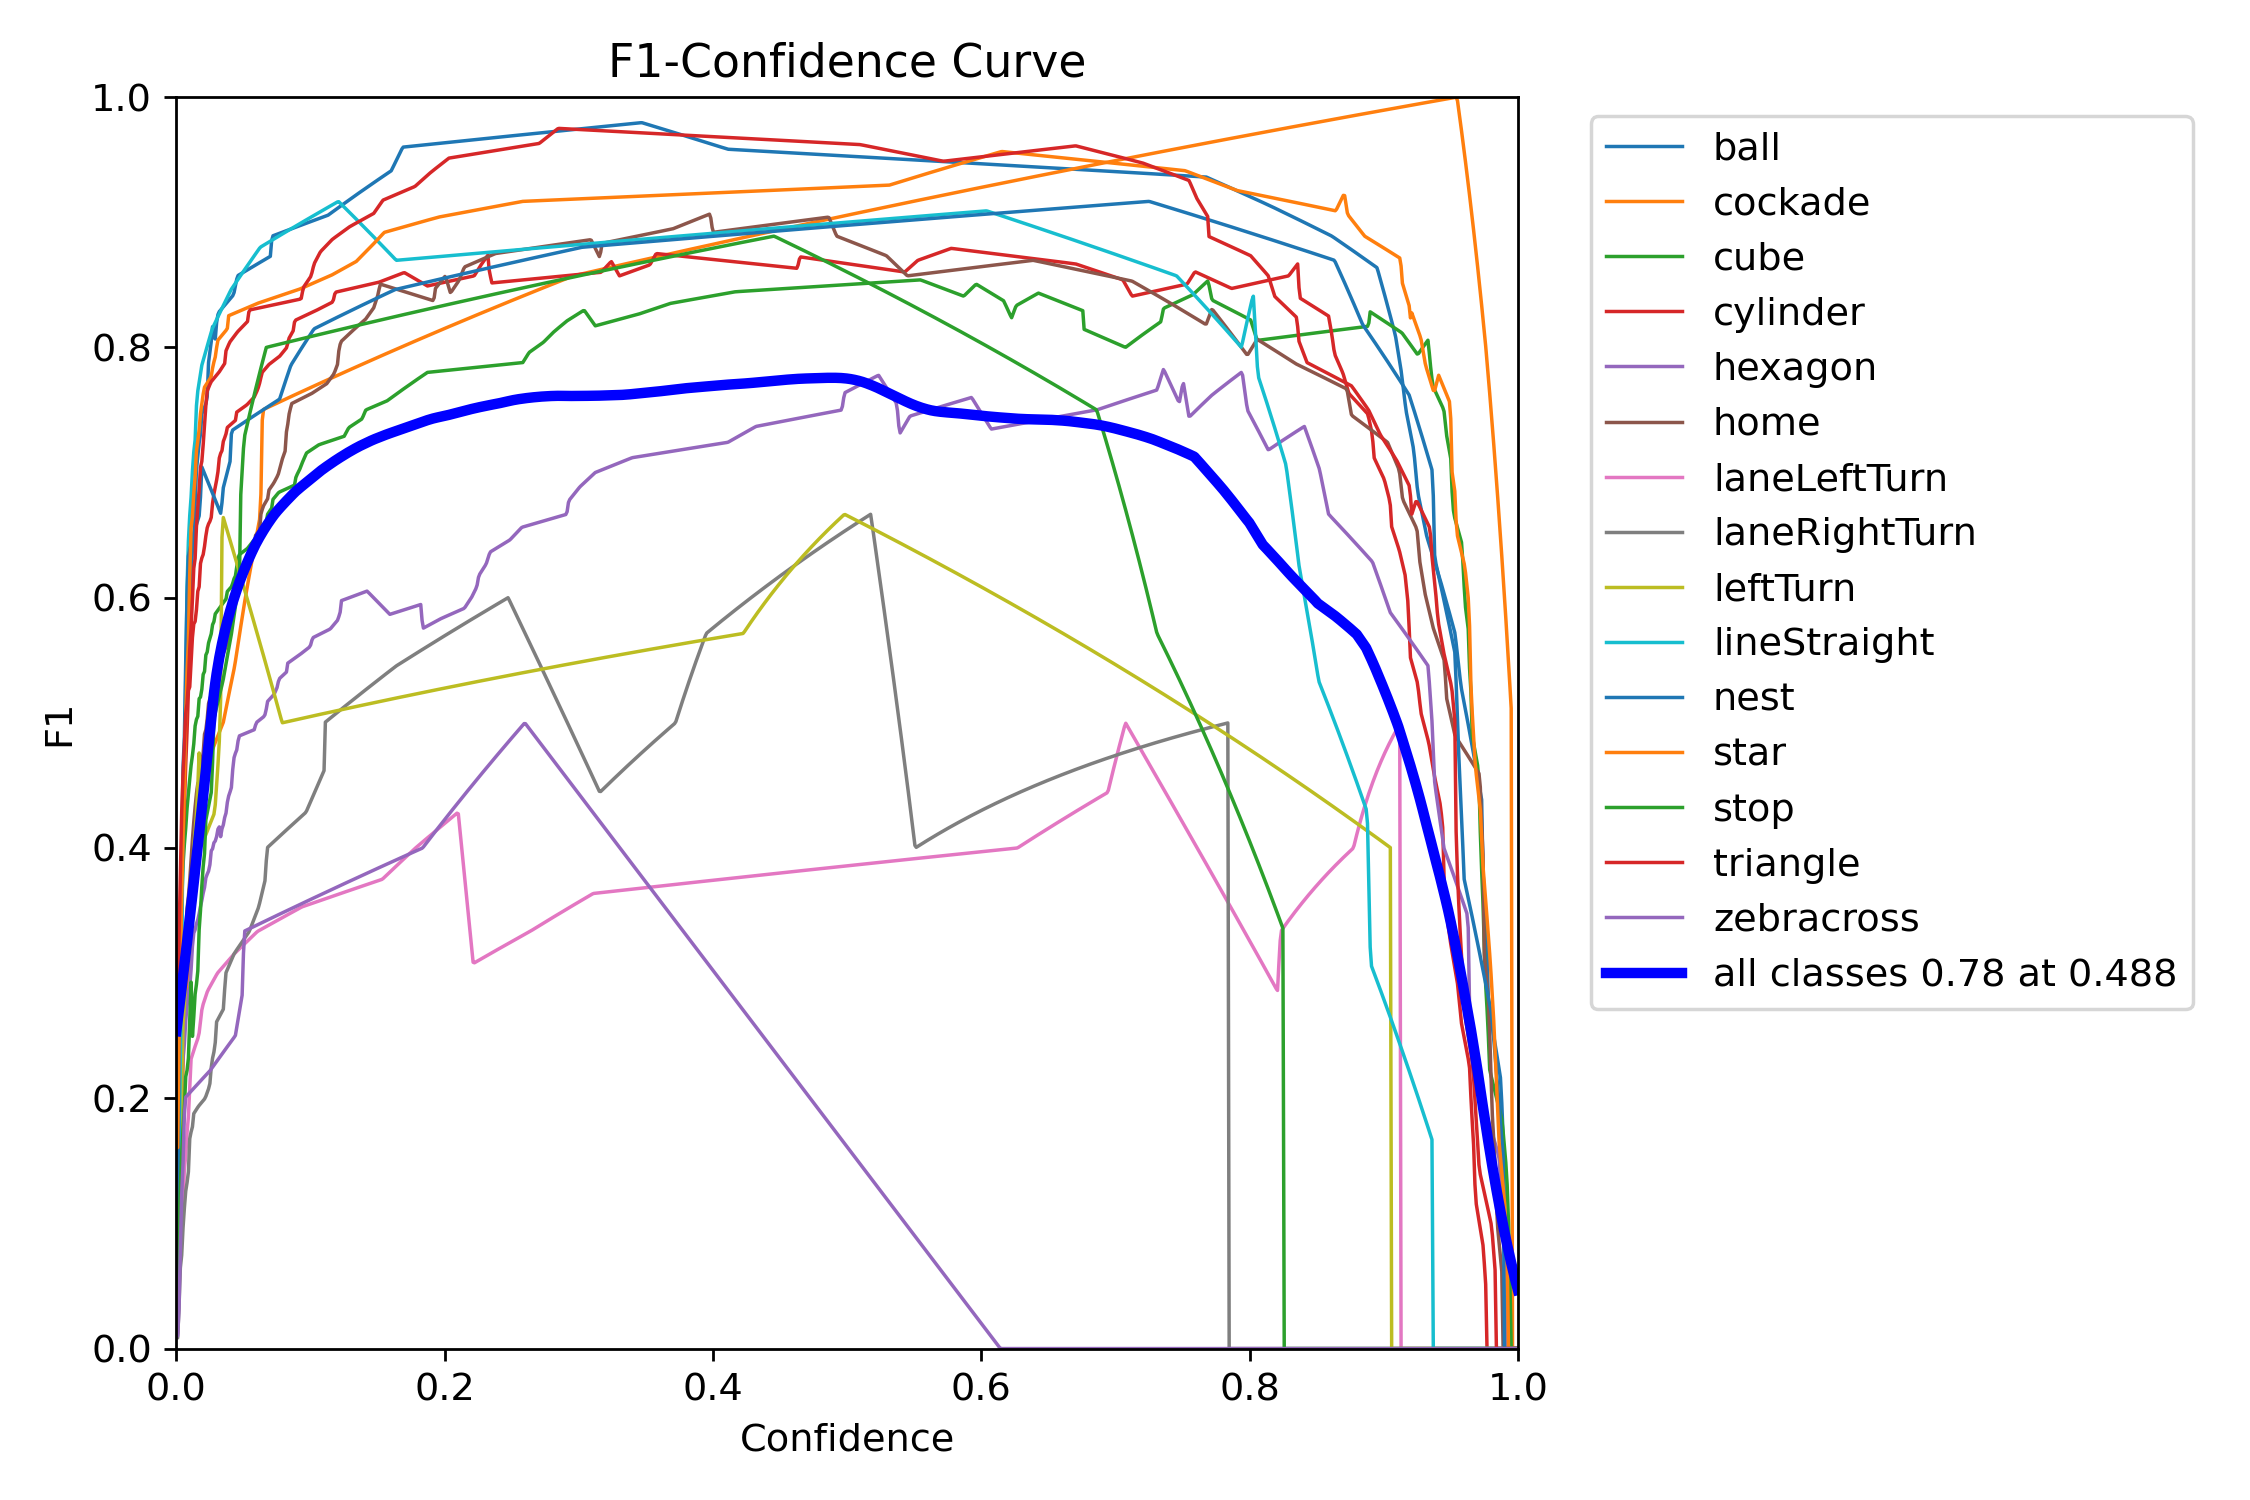 F1-Confidence Curve
1.0
0.8
0.6
0.4
0.2
0.0
F1
0.0 0.2 0.4 0.6 0.8 1.0
Confidence
ball
cockade
cube
cylinder
hexagon
home
laneLeftTurn
laneRightTurn
leftTurn
lineStraight
nest
star
stop
triangle
zebracross
all classes 0.78 at 0.488